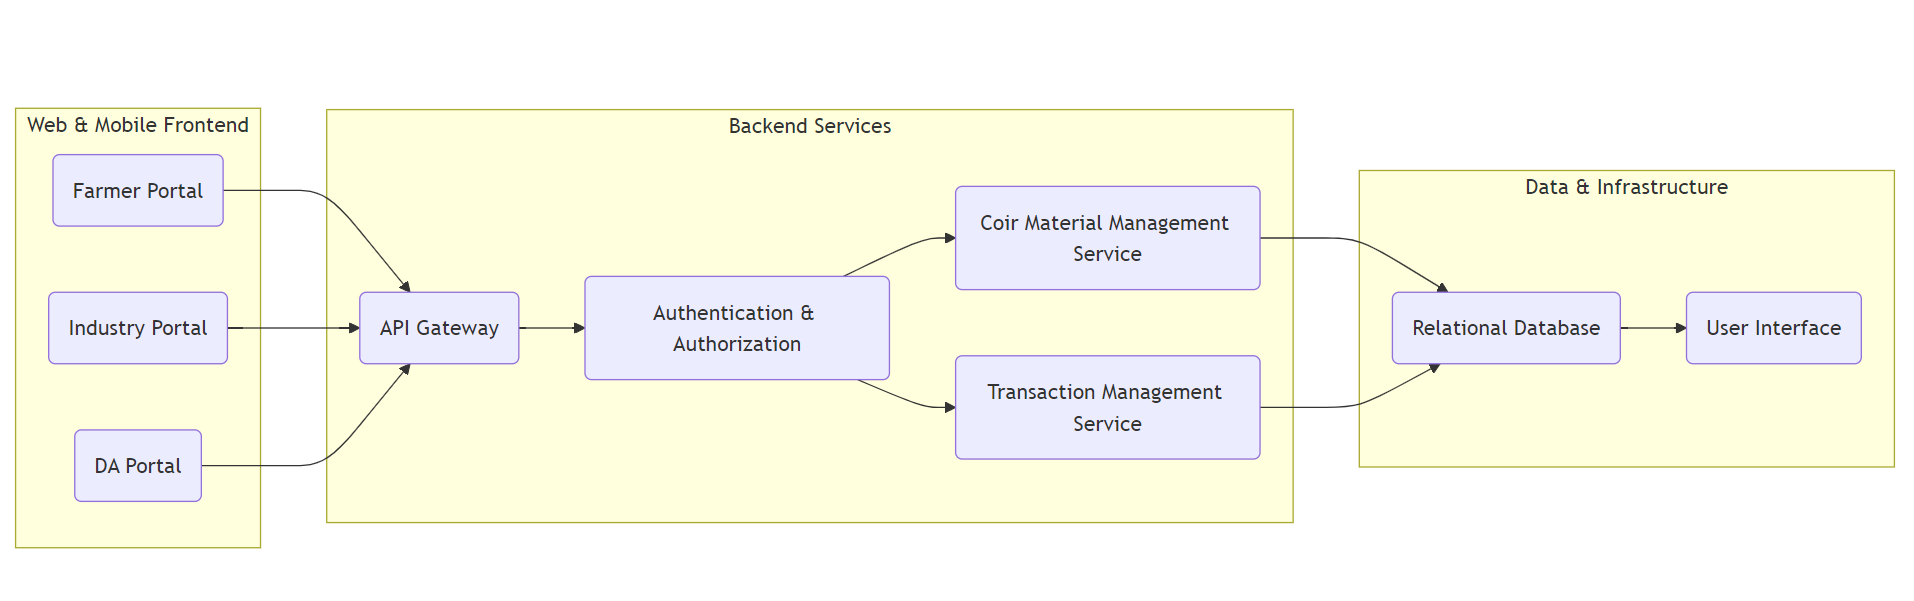 Web & Mobile Frontend
Farmer Portal
Industry Portal
DA Portal
Backend Services
API Gateway
Authentication &
Authorization
Coir Material Management
Service
Transaction Management
Service
Data & Infrastructure
Relational Database
User Interface